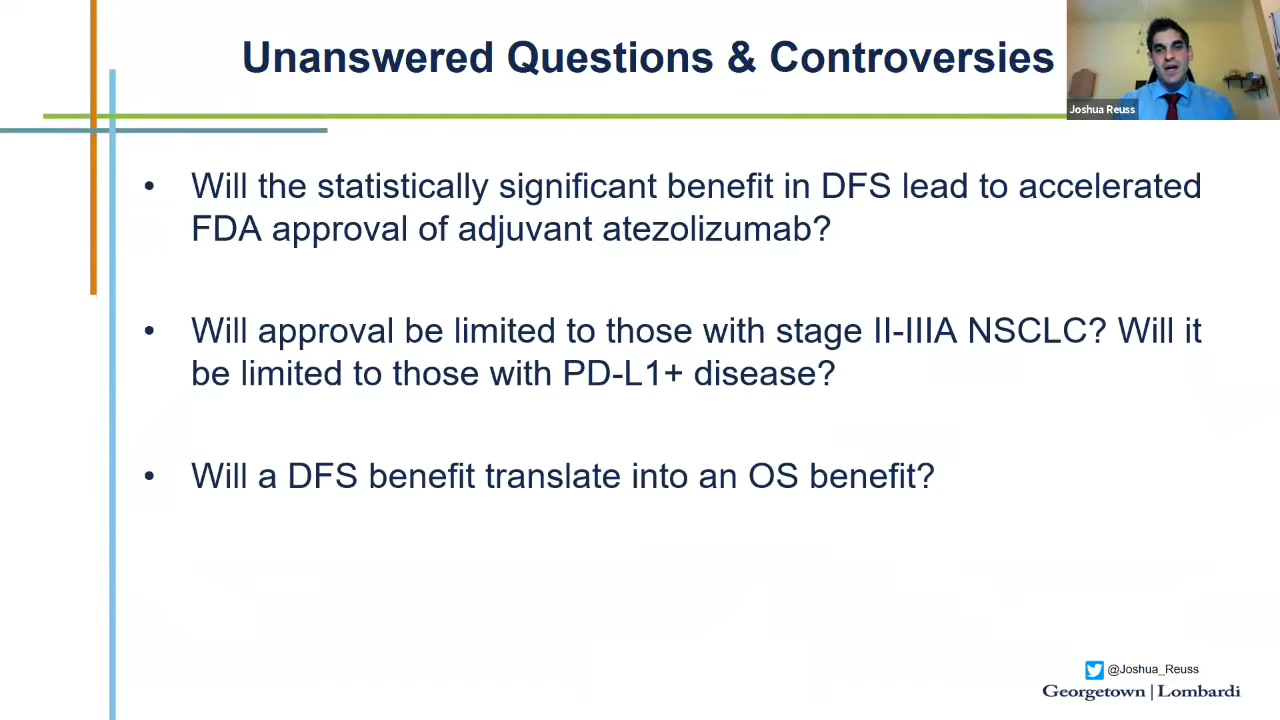 Unanswered Questions & Controversies
Joshua Reuss
• Will the statistically significant benefit in DFS lead to accelerated
FDA approval of adjuvant atezolizumab?
• Will approval be limited to those with stage II-IIIA NSCLC? Will it
be limited to those with PD-L1+ disease?
• Will a DFS benefit translate into an OS benefit?
@Joshua_Reuss
Georgetown | Lombardi